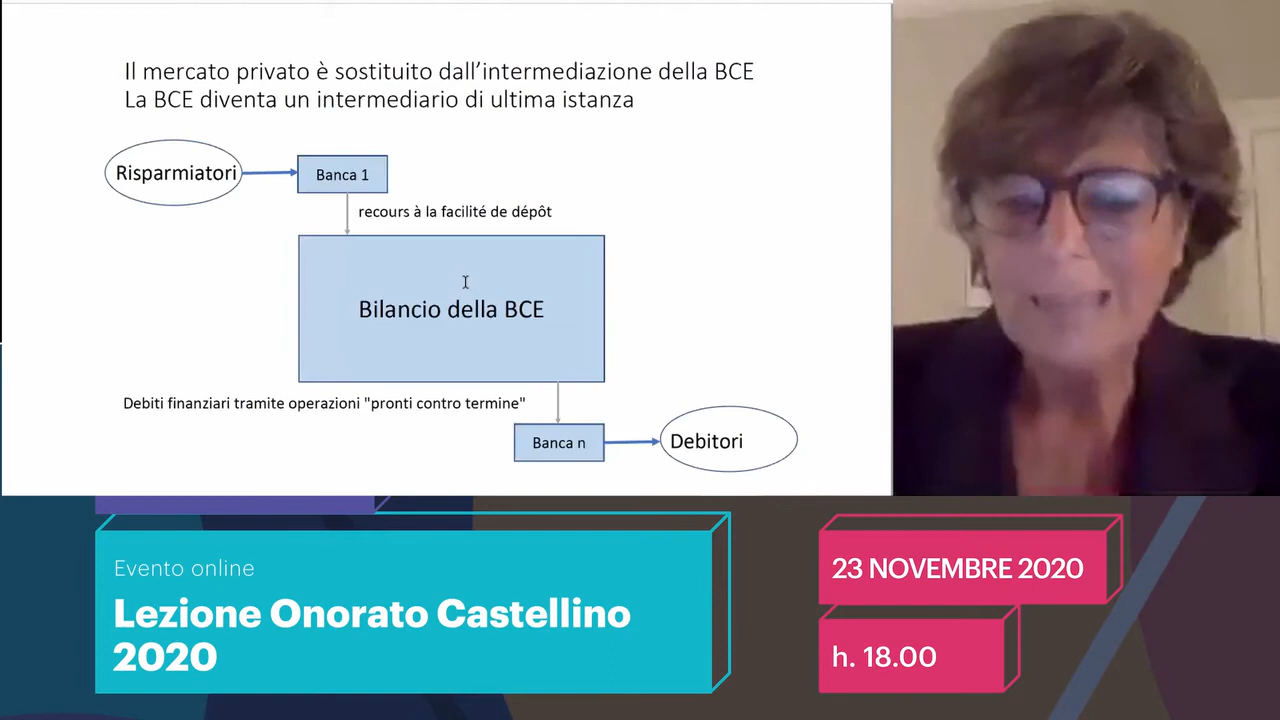 Il mercato privato è sostituito dall'intermediazione della BCE
La BCE diventa un intermediario di ultima istanza
Risparmiatori
Banca 1
recours à la facilité de dépôt
Bilancio della BCE
Debiti finanziari tramite operazioni "pronti contro termine"
Banca n
Debitori
Evento online
Lezione Onorato Castellino
2020
23 NOVEMBRE 2020
h. 18.00